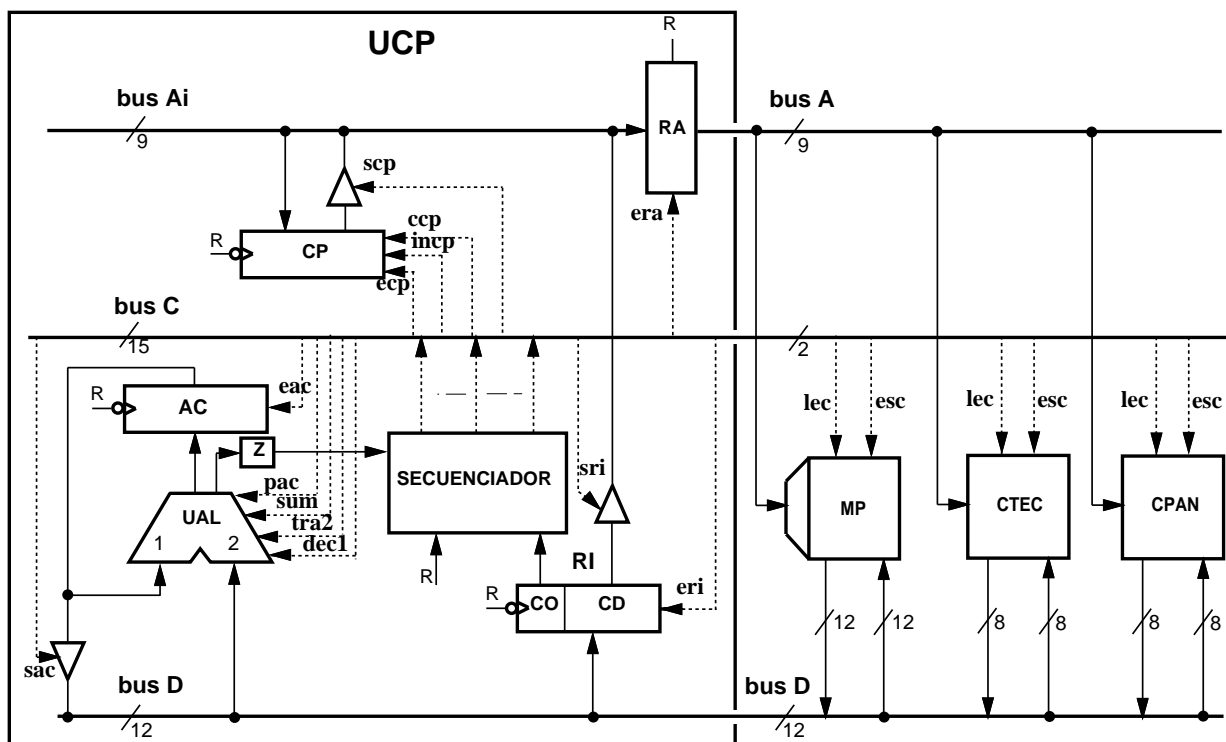 UCP
R
bus Ai
9
RA
bus A
9
scp
era
ccp
incp
ecp
R
CP
bus C
15
2
R
AC
eac
Z
SECUENCIADOR
sri
pac
sum
tra2
dec1
UAL
1
2
R
RI
R
CO
CD
eri
lec
esc
lec
esc
lec
esc
MP
CTEC
CPAN
12
12
8
8
8
8
sac
bus D
12
bus D
12